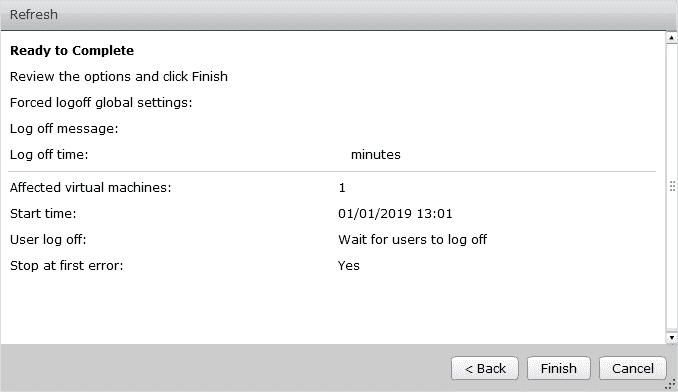 Refresh
Ready to Complete
Review the options and click Finish
Forced logoff global settings:
Log off message:
Log off time: minutes
Affected virtual machines: 1
Start time: 01/01/2019 13:01
User log off: Wait for users to log off
Stop at first error: Yes
< Back Finish Cancel